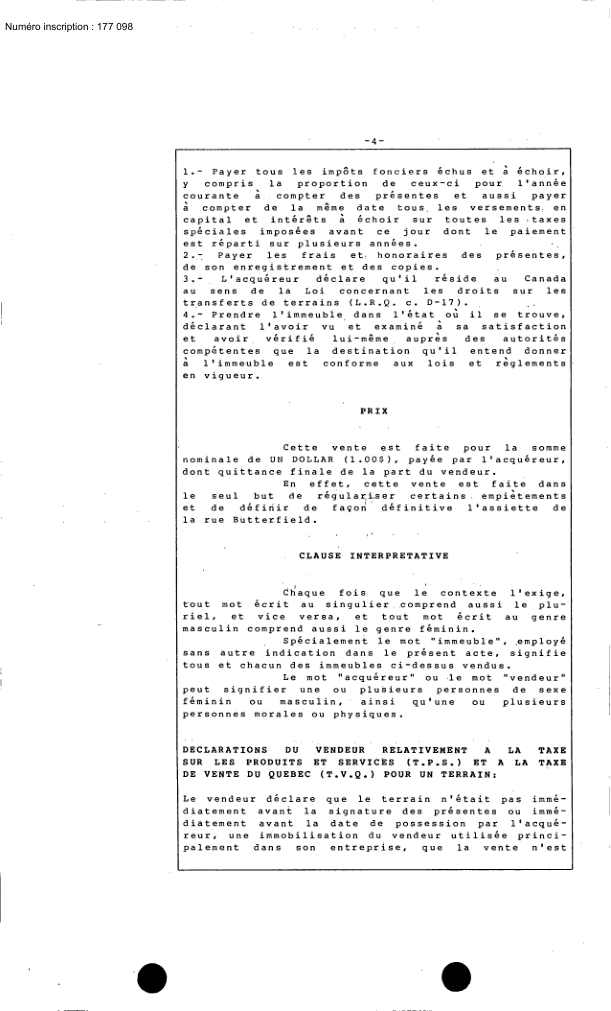 Numéro inscription : 177 098
-4-
1.- Payer tous les impôts fonciers échus et à échoir,
y compris la proportion de ceux-ci pour l'année
courante à compter des présentes et aussi payer
à compter de la même date tous les versements en
capital et intérêts à échoir sur toutes les taxes
spéciales imposées avant ce jour dont le paiement
est réparti sur plusieurs années.
2.- Payer les frais et honoraires des présentes,
de son enregistrement et des copies.
3.- L'acquéreur déclare qu'il réside au Canada
au sens de la Loi concernant les droits sur les
transferts de terrains (L.R.Q. c. D-17).
4.- Prendre l'immeuble dans l'état où il se trouve,
déclarant l'avoir vu et examiné à sa satisfaction
et avoir vérifié lui-même auprès des autorités
compétentes que la destination qu'il entend donner
à l'immeuble est conforme aux lois et règlements
en vigueur.
PRIX
Cette vente est faite pour la somme
nominale de UN DOLLAR (1.00$), payée par l'acquéreur,
dont quittance finale de la part du vendeur.
En effet, cette vente est faite dans
le seul but de régulariser certains empiètements
et de définir de façon définitive l'assiette de
la rue Butterfield.
CLAUSE INTERPRETATIVE
Chaque fois que le contexte l'exige,
tout mot écrit au singulier comprend aussi le plu-
riel, et vice versa, et tout mot écrit au genre
masculin comprend aussi le genre féminin.
Spécialement le mot "immeuble", employé
sans autre indication dans le présent acte, signifie
tous et chacun des immeubles ci-dessus vendus.
Le mot "acquéreur" ou le mot "vendeur"
peut signifier une ou plusieurs personnes de sexe
féminin ou masculin, ainsi qu'une ou plusieurs
personnes morales ou physiques.
DECLARATIONS DU VENDEUR RELATIVEMENT A LA TAXE
SUR LES PRODUITS ET SERVICES (T.P.S.) ET A LA TAXE
DE VENTE DU QUEBEC (T.V.Q.) POUR UN TERRAIN:
Le vendeur déclare que le terrain n'était pas immé-
diatement avant la signature des présentes ou immé-
diatement avant la date de possession par l'acqué-
reur, une immobilisation du vendeur utilisée princi-
palement dans son entreprise, que la vente n'est